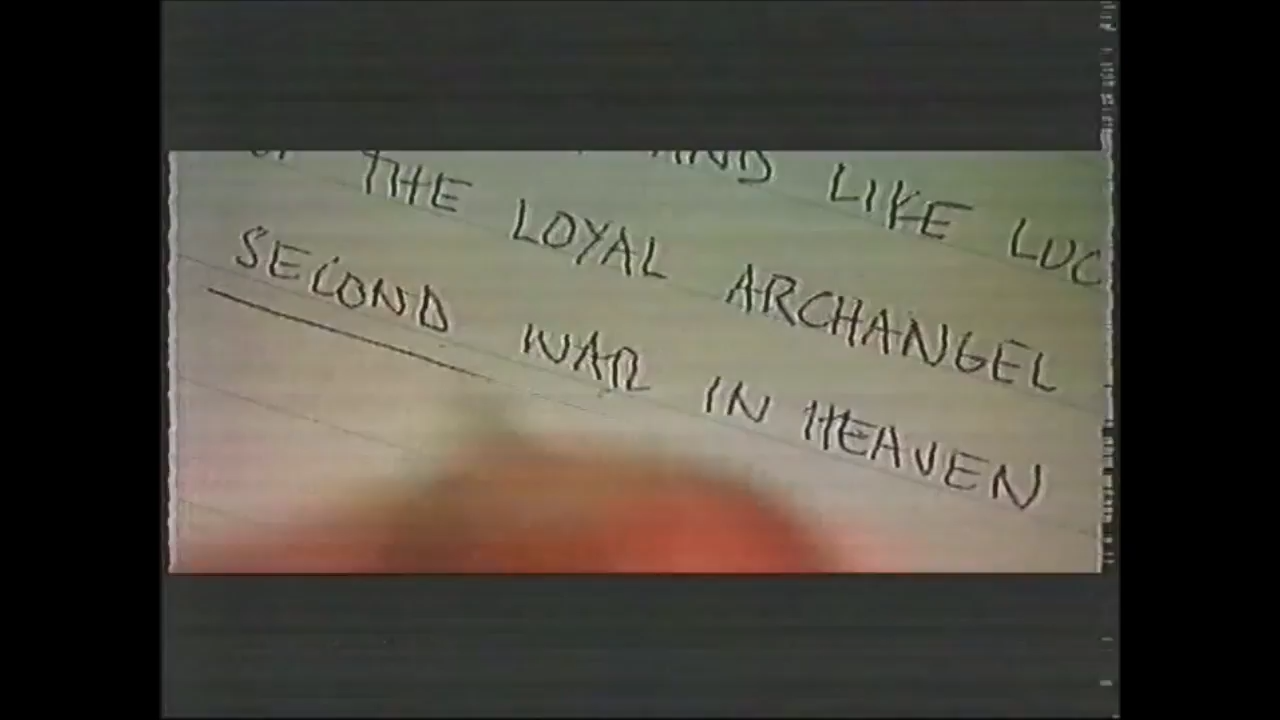 AND LIKE LUC
THE LOYAL ARCHANGEL
SECOND WAR IN HEAVEN